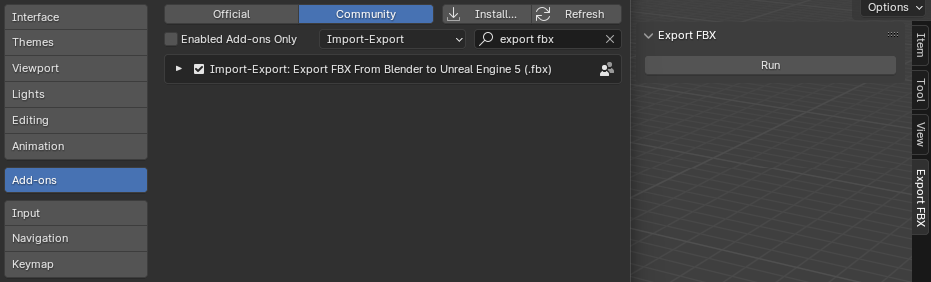 Interface
Themes
Viewport
Lights
Editing
Animation
Add-ons
Input
Navigation
Keymap
Official
Community
Install...
Refresh
Enabled Add-ons Only
Import-Export
export fbx
Import-Export: Export FBX From Blender to Unreal Engine 5 (.fbx)
Options
Export FBX
Run
Item
Tool
View
Export FBX